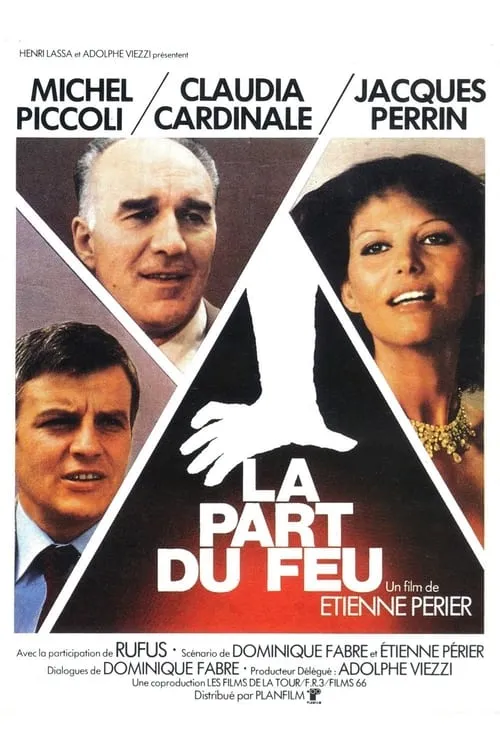 HENRI LASSA et ADOLPHE VIEZZI présentent
MICHEL / CLAUDIA / JACQUES
PICCOLI / CARDINALE / PERRIN
LA
PART
DU FEU
Un film de
ETIENNE PERIER
Avec la participation de RUFUS · Scénario de DOMINIQUE FABRE et ÉTIENNE PÉRIER
Dialogues de DOMINIQUE FABRE · Producteur Délégué : ADOLPHE VIEZZI
Une coproduction LES FILMS DE LA TOUR/F.R.3/FILMS 66
Distribué par PLANFILM
PLANFILM